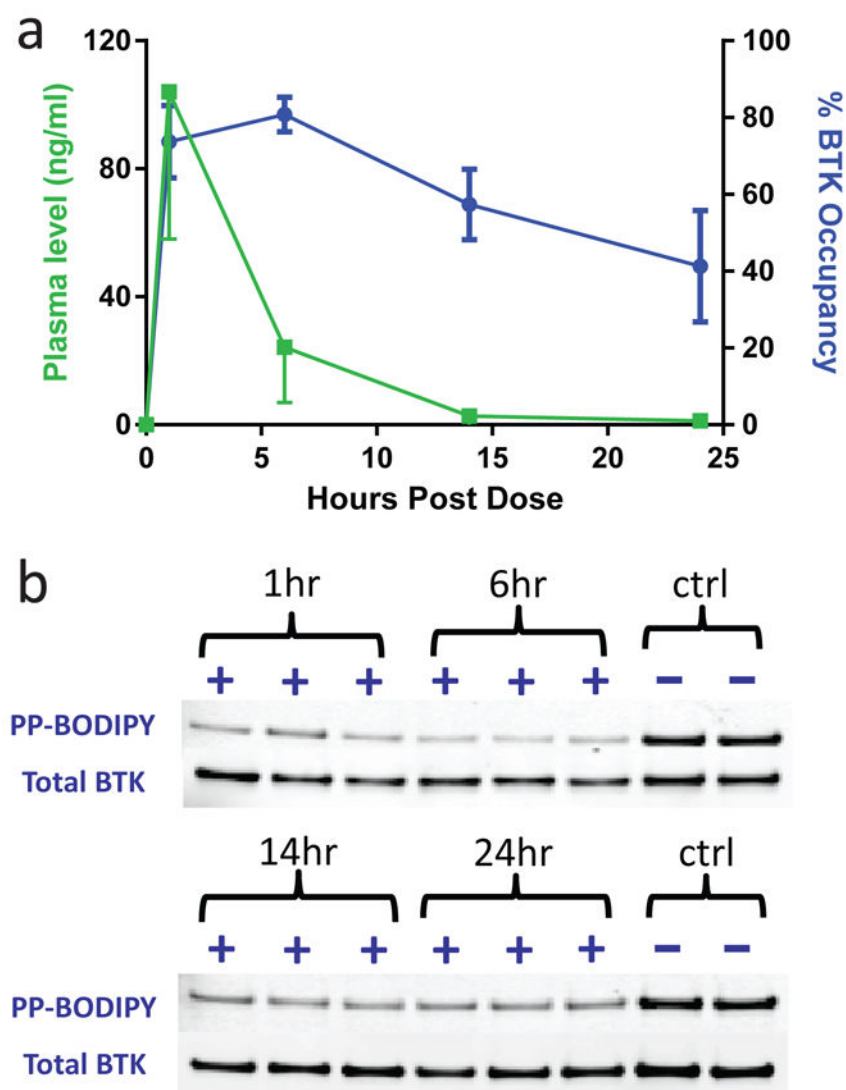 a
120
80
40
0
Plasma level (ng/ml)
100
80
60
40
20
0
% BTK Occupancy
0 5 10 15 20 25
Hours Post Dose
b
1hr 6hr ctrl
+ + + + + + − −
PP-BODIPY
Total BTK
14hr 24hr ctrl
+ + + + + + − −
PP-BODIPY
Total BTK